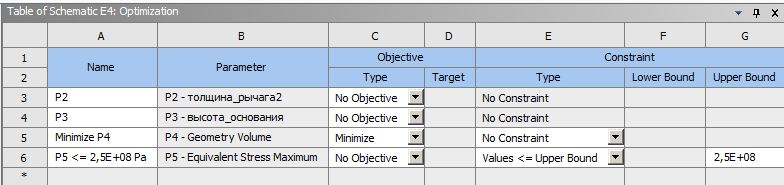 Table of Schematic E4: Optimization
A B C D E F G
1 Name Parameter Objective Constraint
2 Type Target Type Lower Bound Upper Bound
3 P2 P2 - толщина_рычага2 No Objective No Constraint
4 P3 P3 - высота_основания No Objective No Constraint
5 Minimize P4 P4 - Geometry Volume Minimize No Constraint
6 P5 <= 2,5E+08 Pa P5 - Equivalent Stress Maximum No Objective Values <= Upper Bound 2,5E+08
*